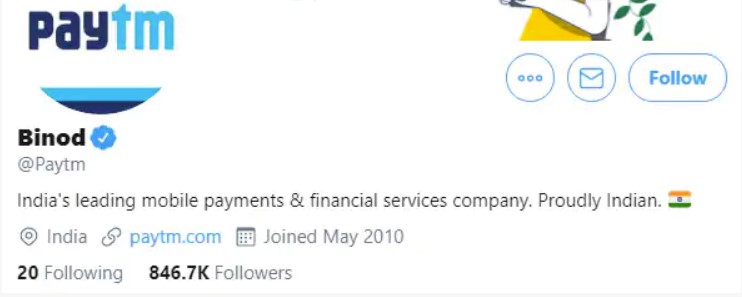 paytm
Follow
Binod
@Paytm
India's leading mobile payments & financial services company. Proudly Indian. 🇮🇳
India paytm.com Joined May 2010
20 Following 846.7K Followers